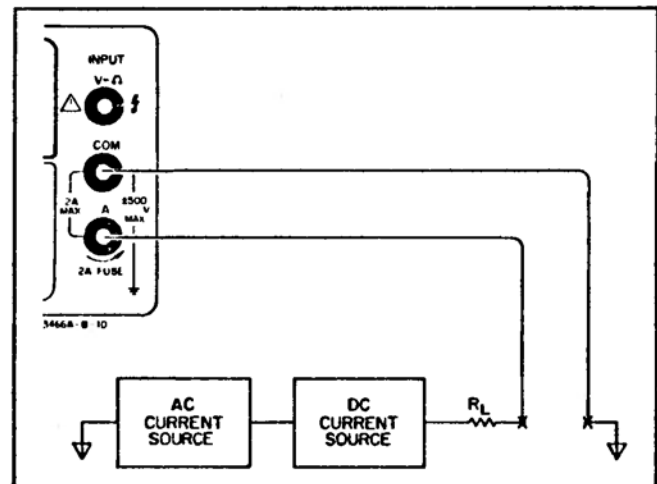 INPUT
V-Ω
COM
2A
MAX
A
±500
V
MAX
2A FUSE
3466A-B-10
AC
CURRENT
SOURCE
DC
CURRENT
SOURCE
RL